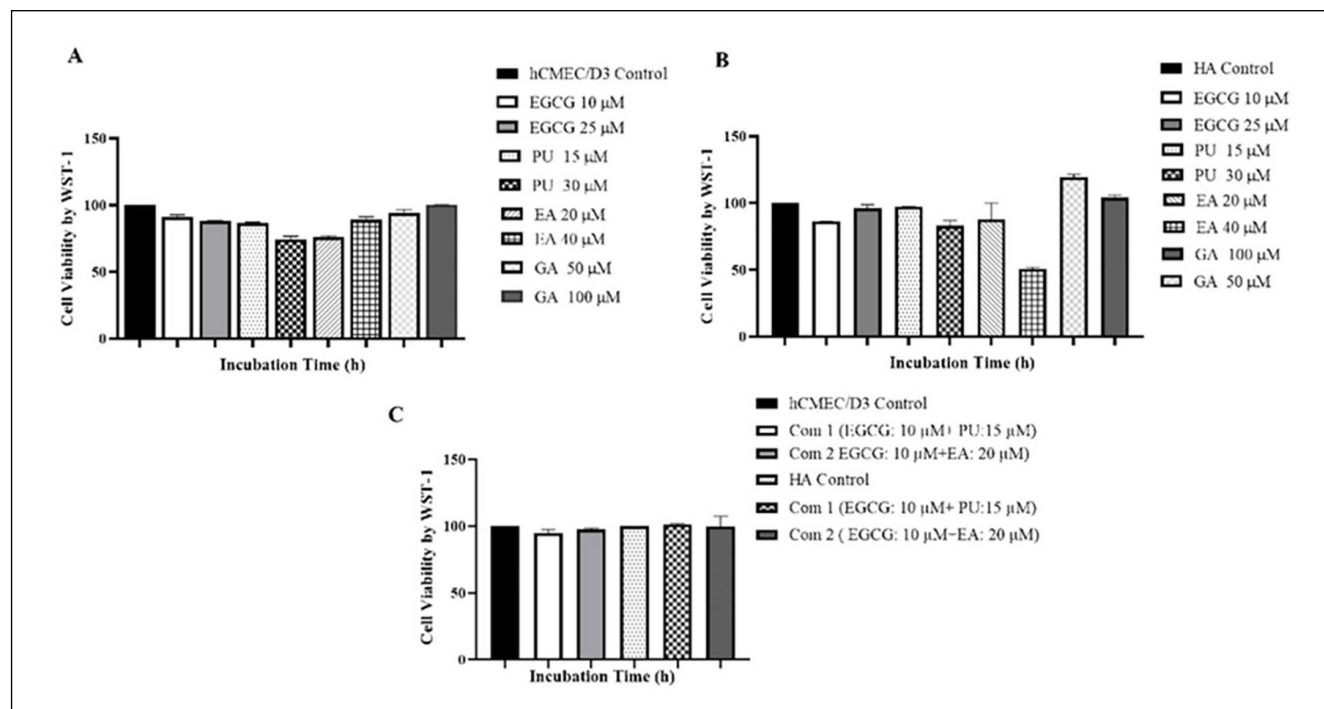 A
hCMEC/D3 Control
EGCG 10 μM
EGCG 25 μM
PU 15 μM
PU 30 μM
EA 20 μM
EA 40 μM
GA 50 μM
GA 100 μM
Cell Viability by WST-1
150
100
50
0
Incubation Time (h)
B
HA Control
EGCG 10 μM
EGCG 25 μM
PU 15 μM
PU 30 μM
EA 20 μM
EA 40 μM
GA 100 μM
GA 50 μM
Cell Viability by WST-1
150
100
50
0
Incubation Time (h)
C
hCMEC/D3 Control
Com 1 (EGCG: 10 μM+ PU:15 μM)
Com 2 EGCG: 10 μM+EA: 20 μM)
HA Control
Com 1 (EGCG: 10 μM+ PU:15 μM)
Com 2 ( EGCG: 10 μM+EA: 20 μM)
Cell Viability by WST-1
150
100
50
0
Incubation Time (h)